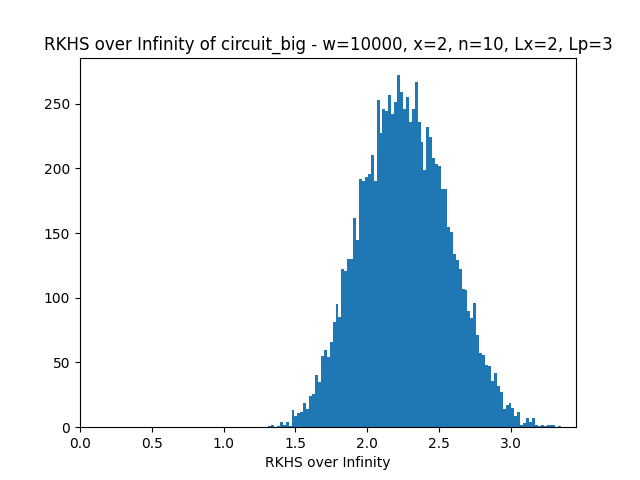 RKHS over Infinity of circuit_big - w=10000, x=2, n=10, Lx=2, Lp=3
250
200
150
100
50
0
0.0 0.5 1.0 1.5 2.0 2.5 3.0
RKHS over Infinity